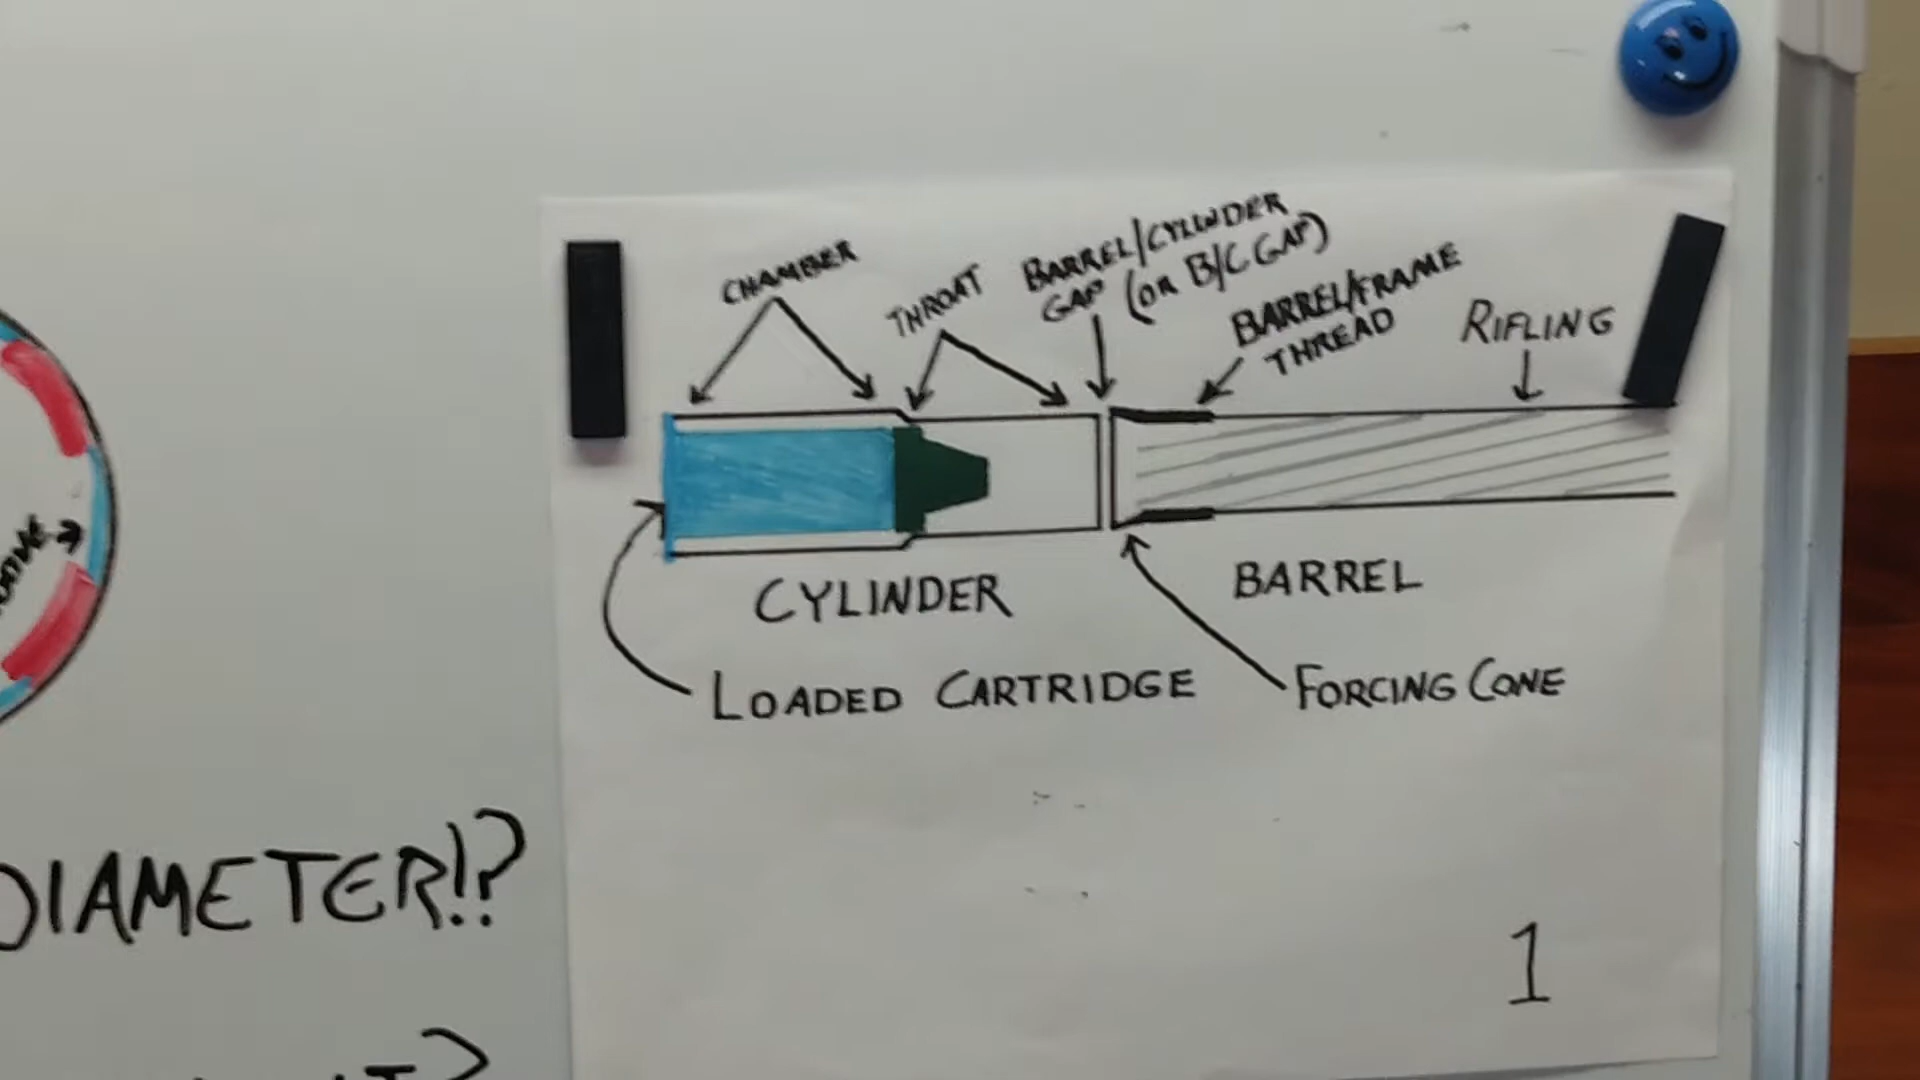 CHAMBER
THROAT
BARREL/CYLINDER
GAP (OR B/C GAP)
BARREL/FRAME
THREAD
RIFLING
CYLINDER
BARREL
LOADED CARTRIDGE
FORCING CONE
DIAMETER!?
1